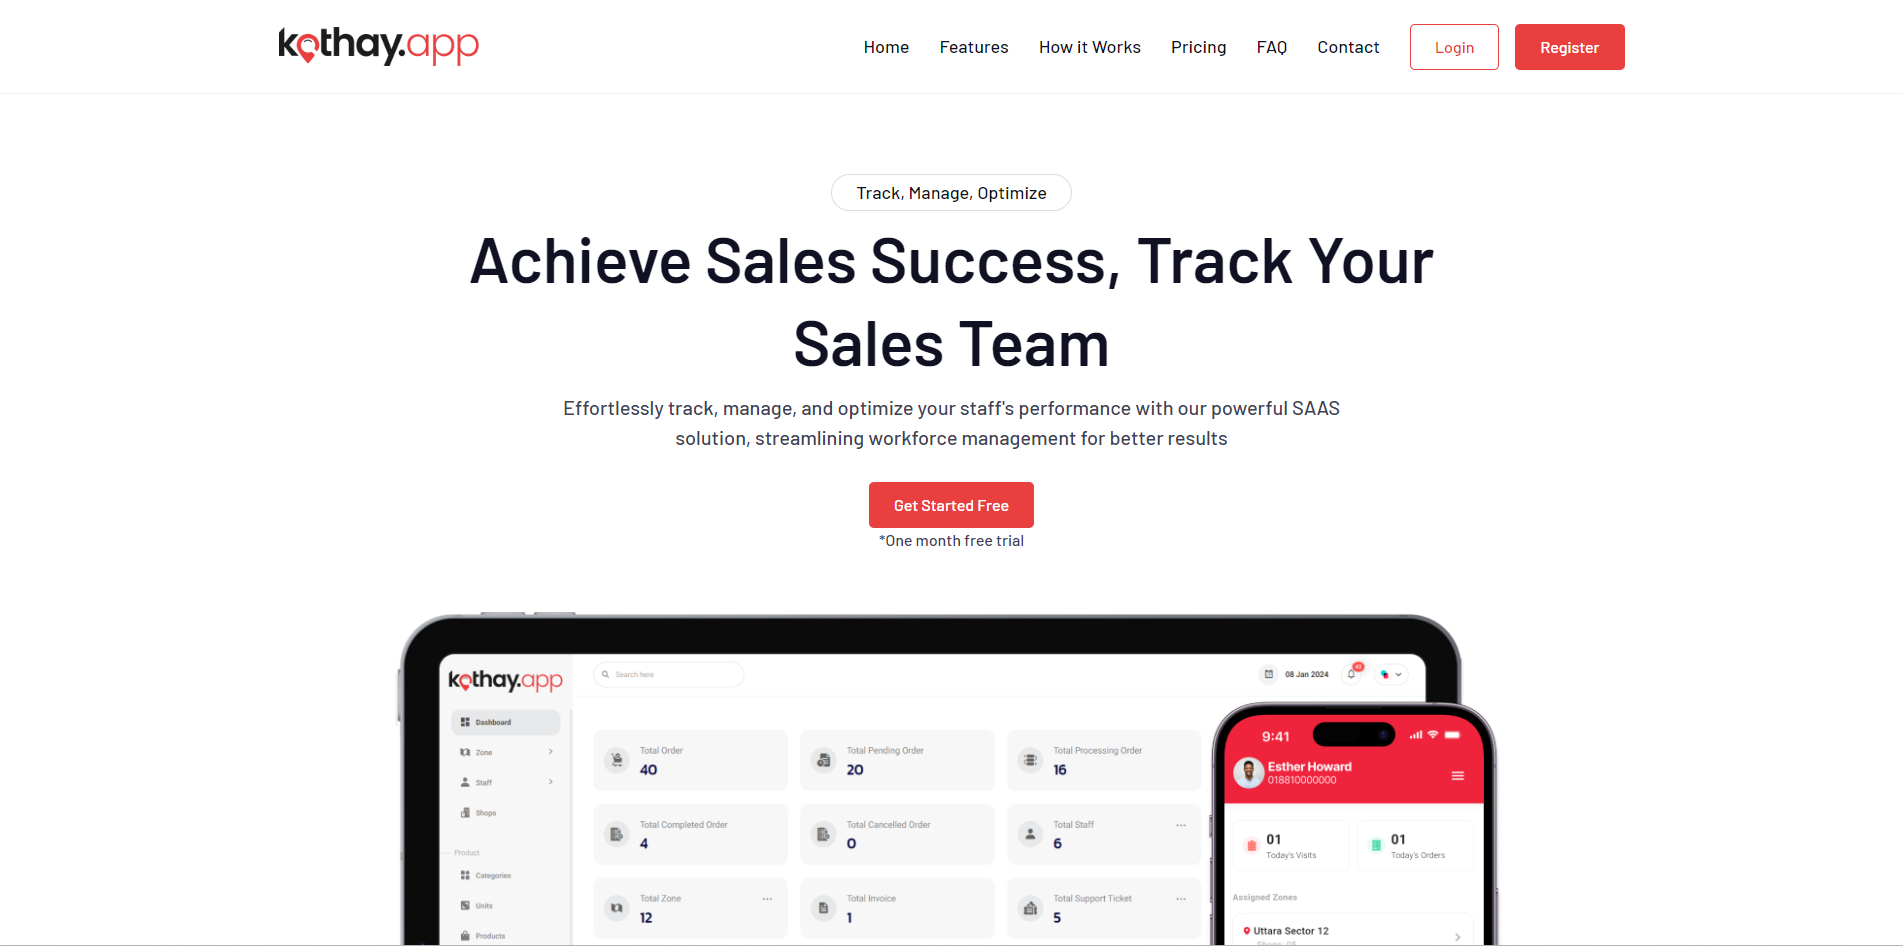 kothay.app
Home Features How it Works Pricing FAQ Contact Login Register
Track, Manage, Optimize
Achieve Sales Success, Track Your
Sales Team
Effortlessly track, manage, and optimize your staff's performance with our powerful SAAS
solution, streamlining workforce management for better results
Get Started Free
*One month free trial
kothay.app
Search here
08 Jan 2024
Dashboard
Zone
Staff
Shops
Product
Categories
Units
Products
Total Order
40
Total Pending Order
20
Total Processing Order
16
Total Completed Order
4
Total Cancelled Order
0
Total Staff
6
Total Zone
12
Total Invoice
1
Total Support Ticket
5
9:41
Esther Howard
018810000000
01
Today's Visits
01
Today's Orders
Assigned Zones
Uttara Sector 12